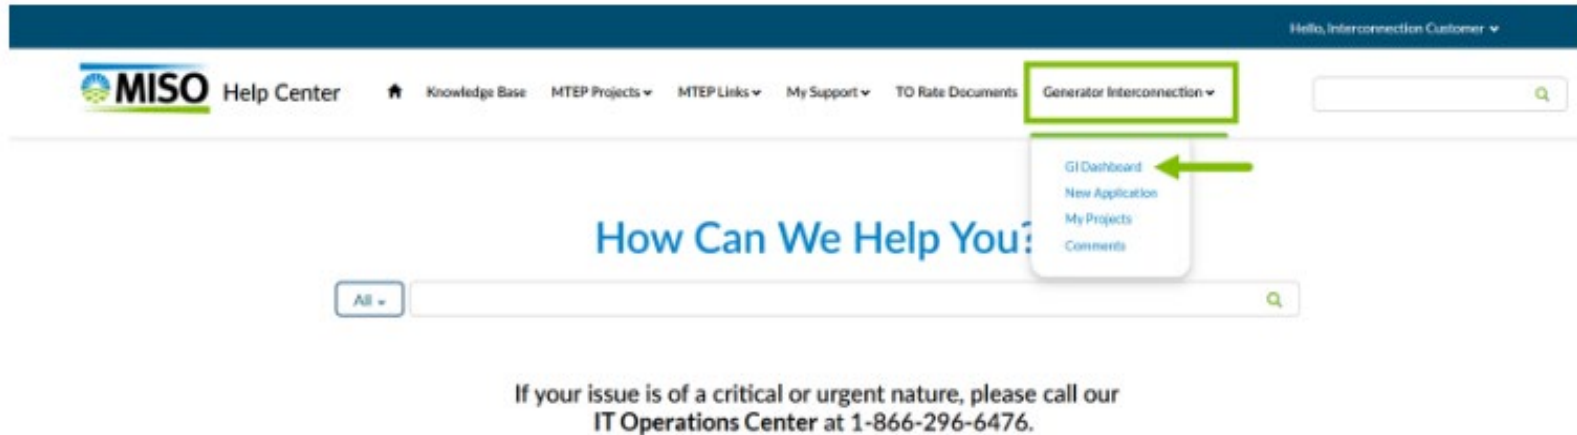 Hello, Interconnection Customer
MISO Help Center Knowledge Base MTEP Projects MTEP Links My Support TO Rate Documents Generator Interconnection
GI Dashboard
New Application
My Projects
Comments
How Can We Help You?
All
If your issue is of a critical or urgent nature, please call our
IT Operations Center at 1-866-296-6476.